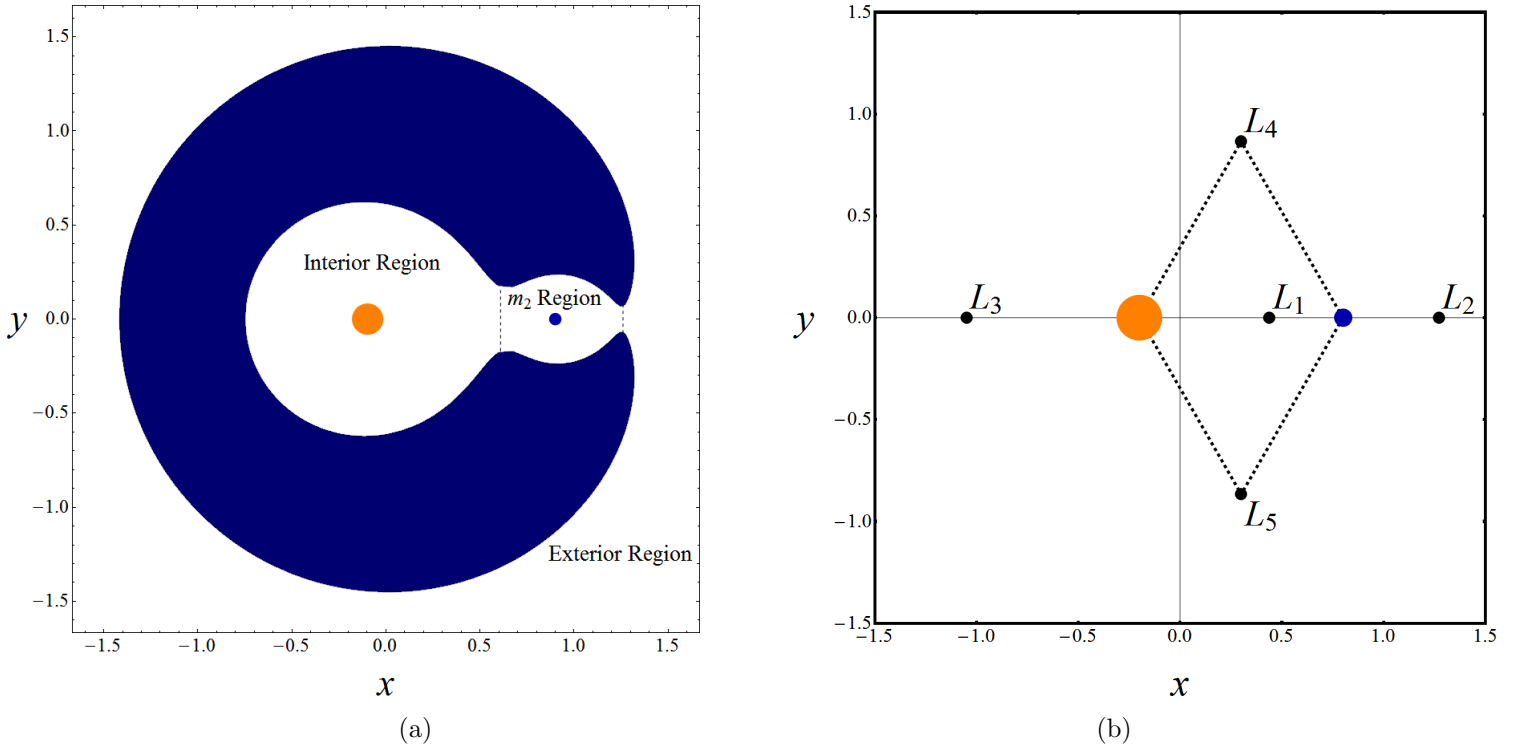 1.5
1.0
0.5
0.0
−0.5
−1.0
−1.5
y
Interior Region
m2 Region
Exterior Region
−1.5 −1.0 −0.5 0.0 0.5 1.0 1.5
x
(a)
1.5
1.0
0.5
0.0
−0.5
−1.0
−1.5
y
L4
L3 L1 L2
L5
−1.5 −1.0 −0.5 0.0 0.5 1.0 1.5
x
(b)